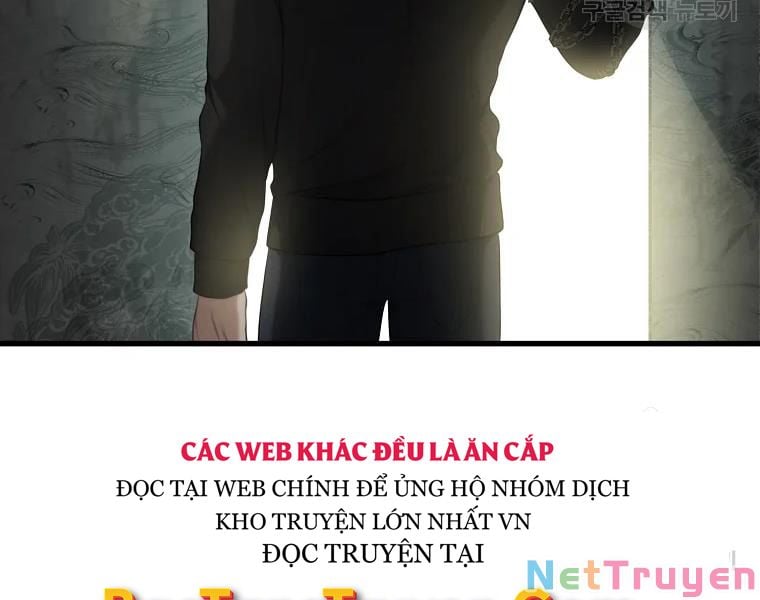 구글검색 뉴토끼
CÁC WEB KHÁC ĐỀU LÀ ĂN CẮP
ĐỌC TẠI WEB CHÍNH ĐỂ ỦNG HỘ NHÓM DỊCH
KHO TRUYỆN LỚN NHẤT VN
ĐỌC TRUYỆN TẠI
NetTruyen